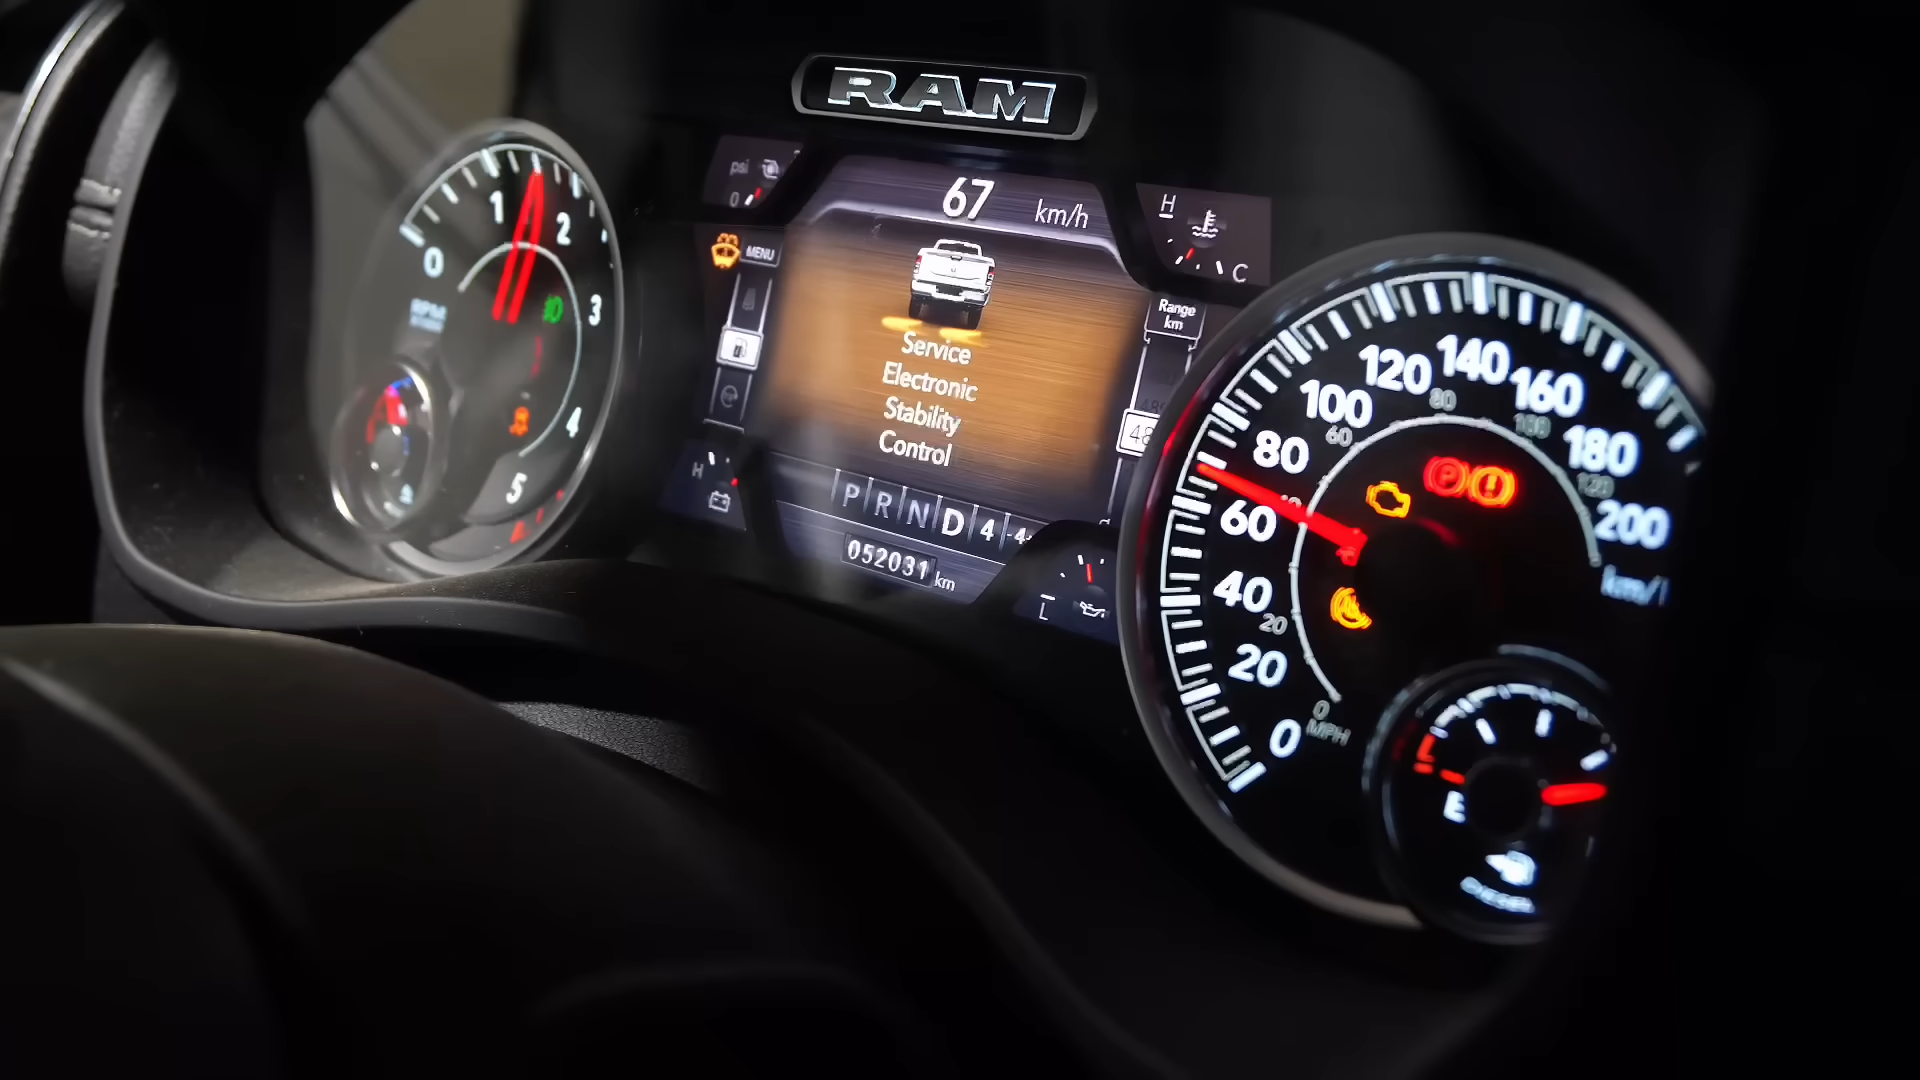 RAM
psi
0
67 km/h
H
C
MENU
Range
km
Service
Electronic
Stability
Control
H
P R N D 4
052031 km
L
0
1
2
3
4
5
RPM
0
20
40
60
80
100
120
140
160
180
200
km/
0
20
60
80
100
120
MPH
P
!
E
DIESEL